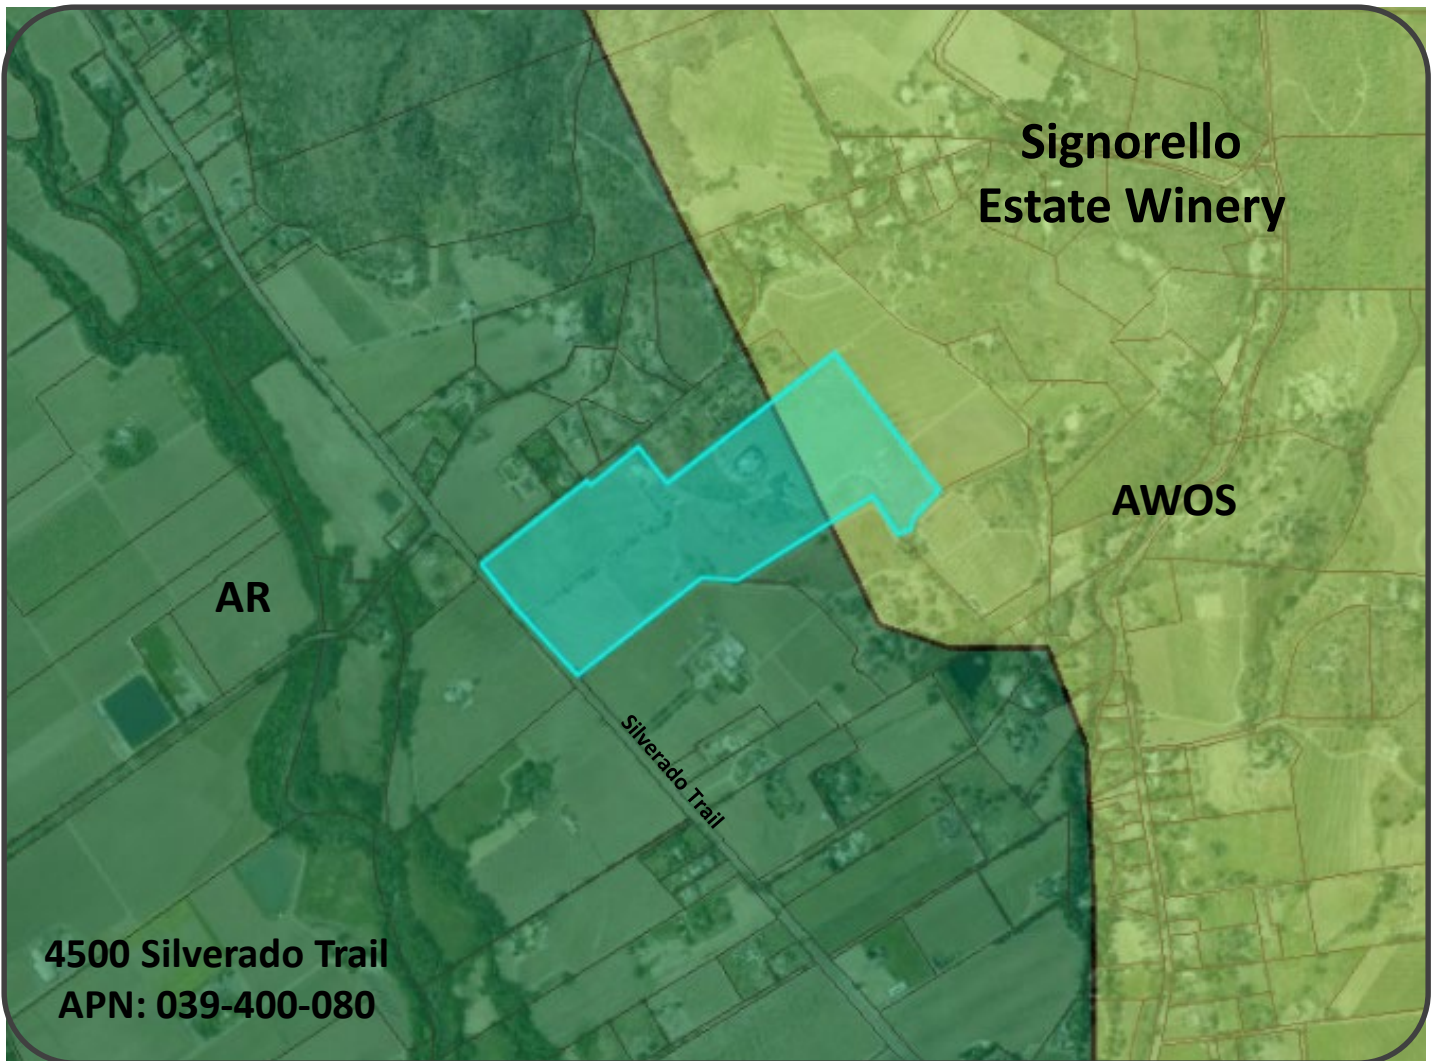 Signorello
Estate Winery
AWOS
AR
Silverado Trail
4500 Silverado Trail
APN: 039-400-080